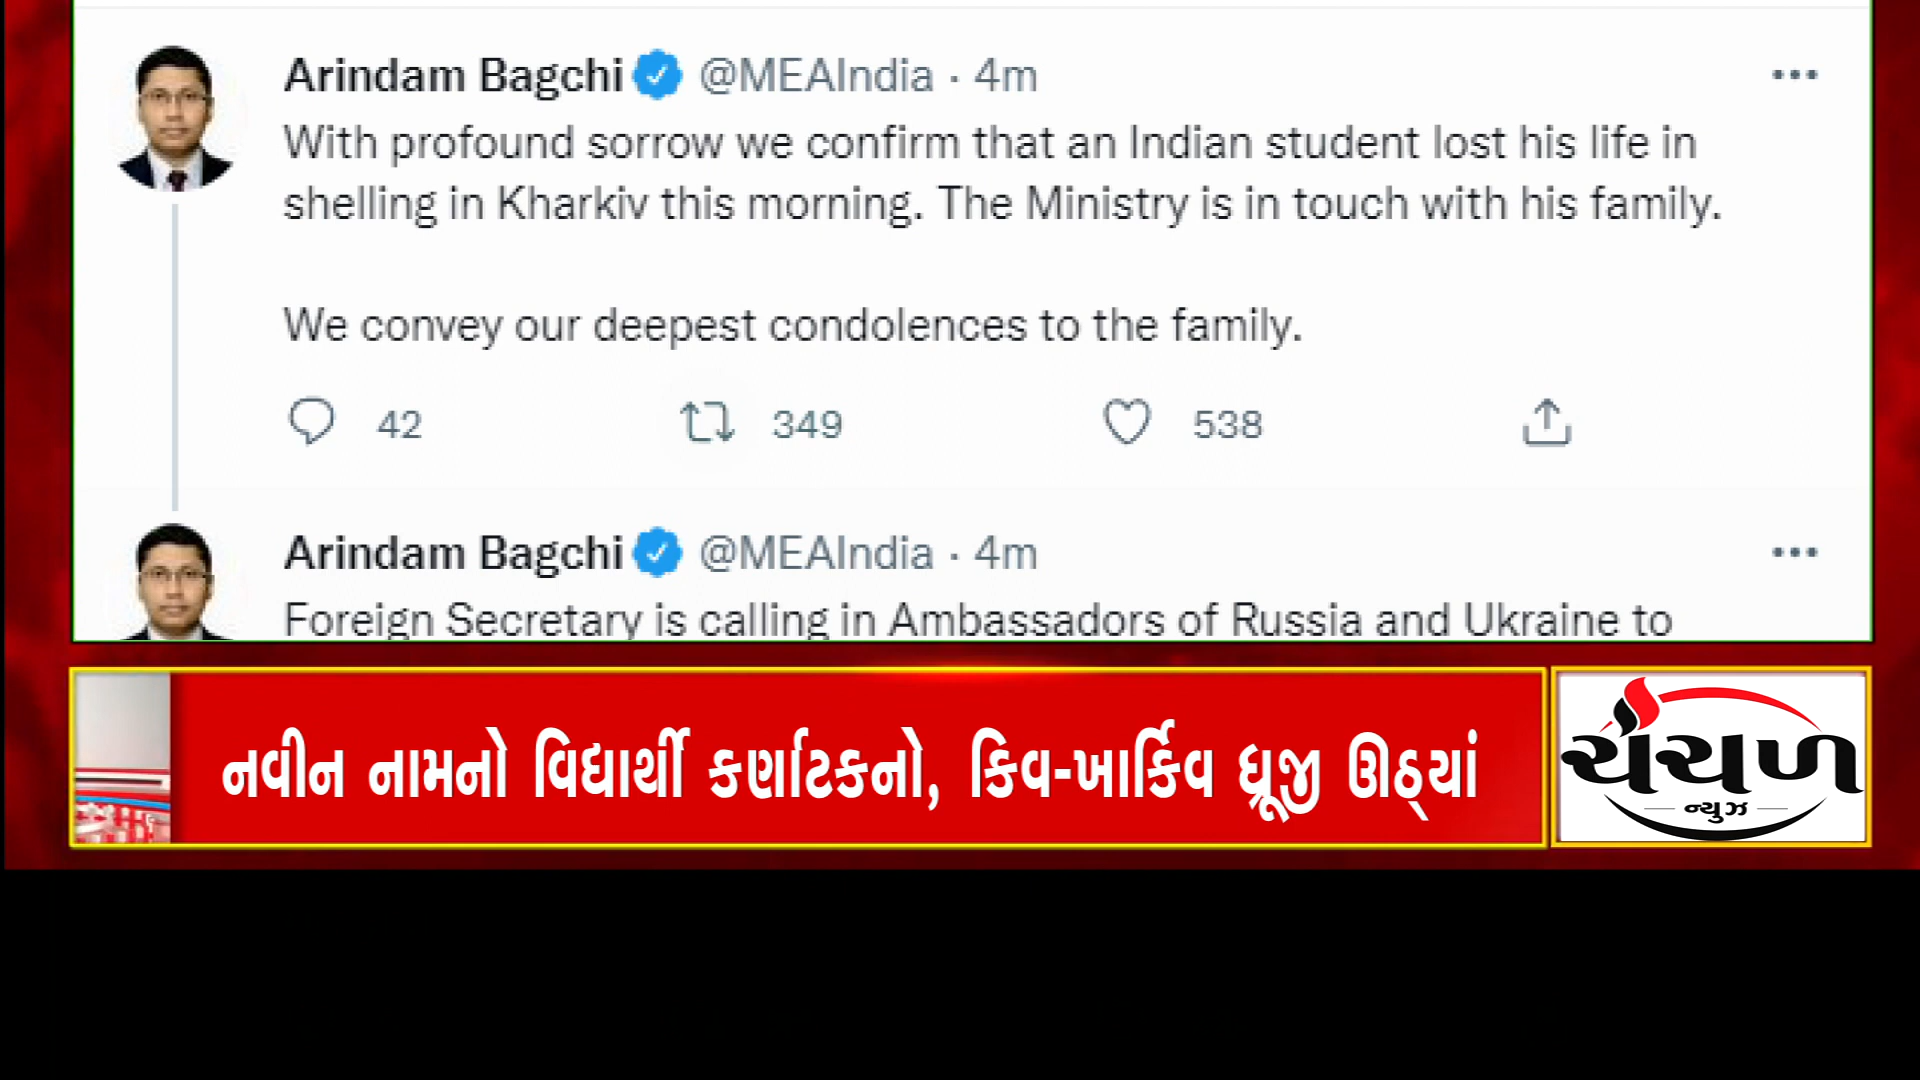 Arindam Bagchi @MEAIndia · 4m
With profound sorrow we confirm that an Indian student lost his life in
shelling in Kharkiv this morning. The Ministry is in touch with his family.
We convey our deepest condolences to the family.
42 349 538
Arindam Bagchi @MEAIndia · 4m
Foreign Secretary is calling in Ambassadors of Russia and Ukraine to
નવીન નામનો વિદ્યાર્થી કર્ણાટકનો, કિવ-ખાર્કિવ ધ્રૂજી ઊઠ્યાં
ચંચળ
ન્યુઝ